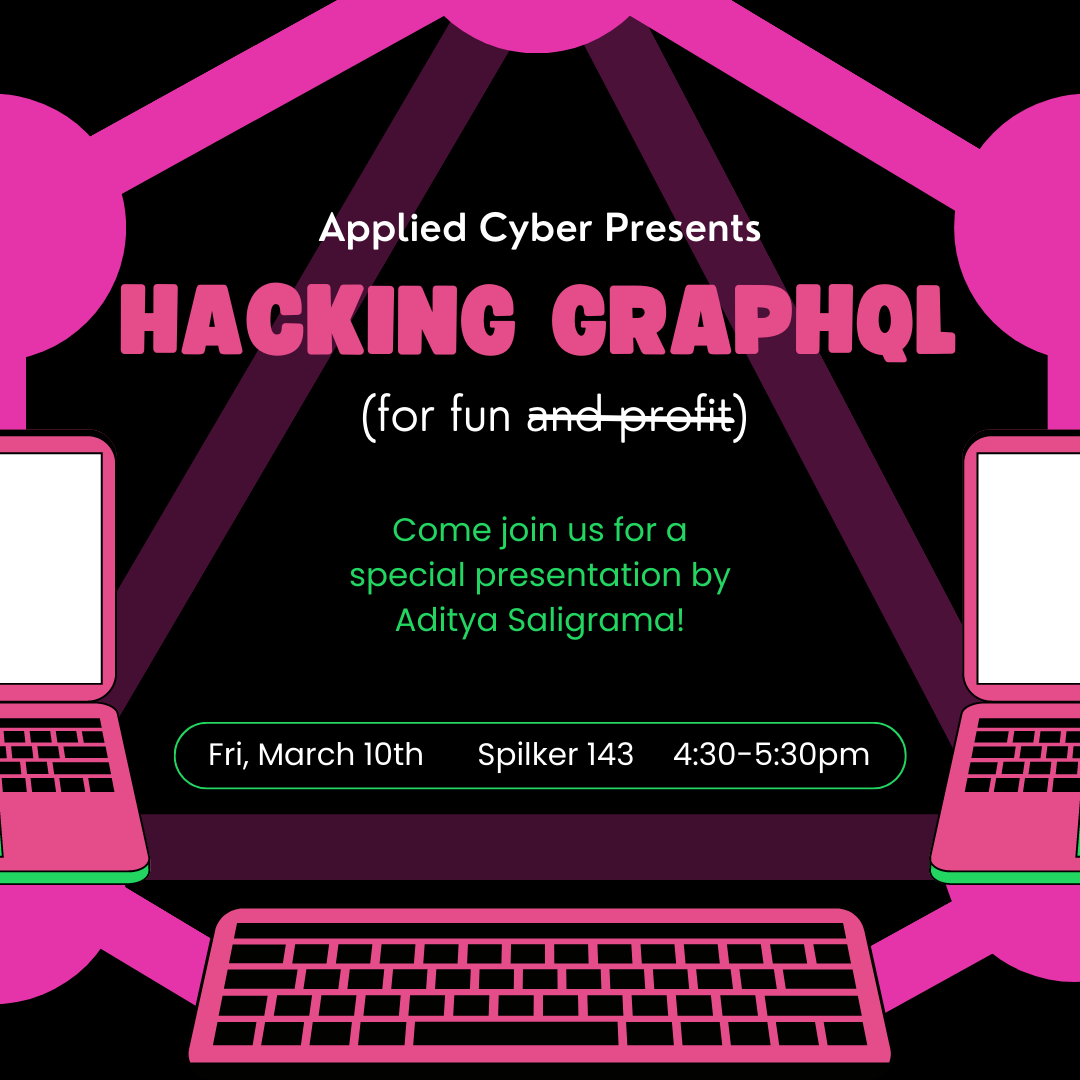 Applied Cyber Presents
HACKING GRAPHQL
(for fun and profit)
Come join us for a
special presentation by
Aditya Saligrama!
Fri, March 10th Spilker 143 4:30-5:30pm